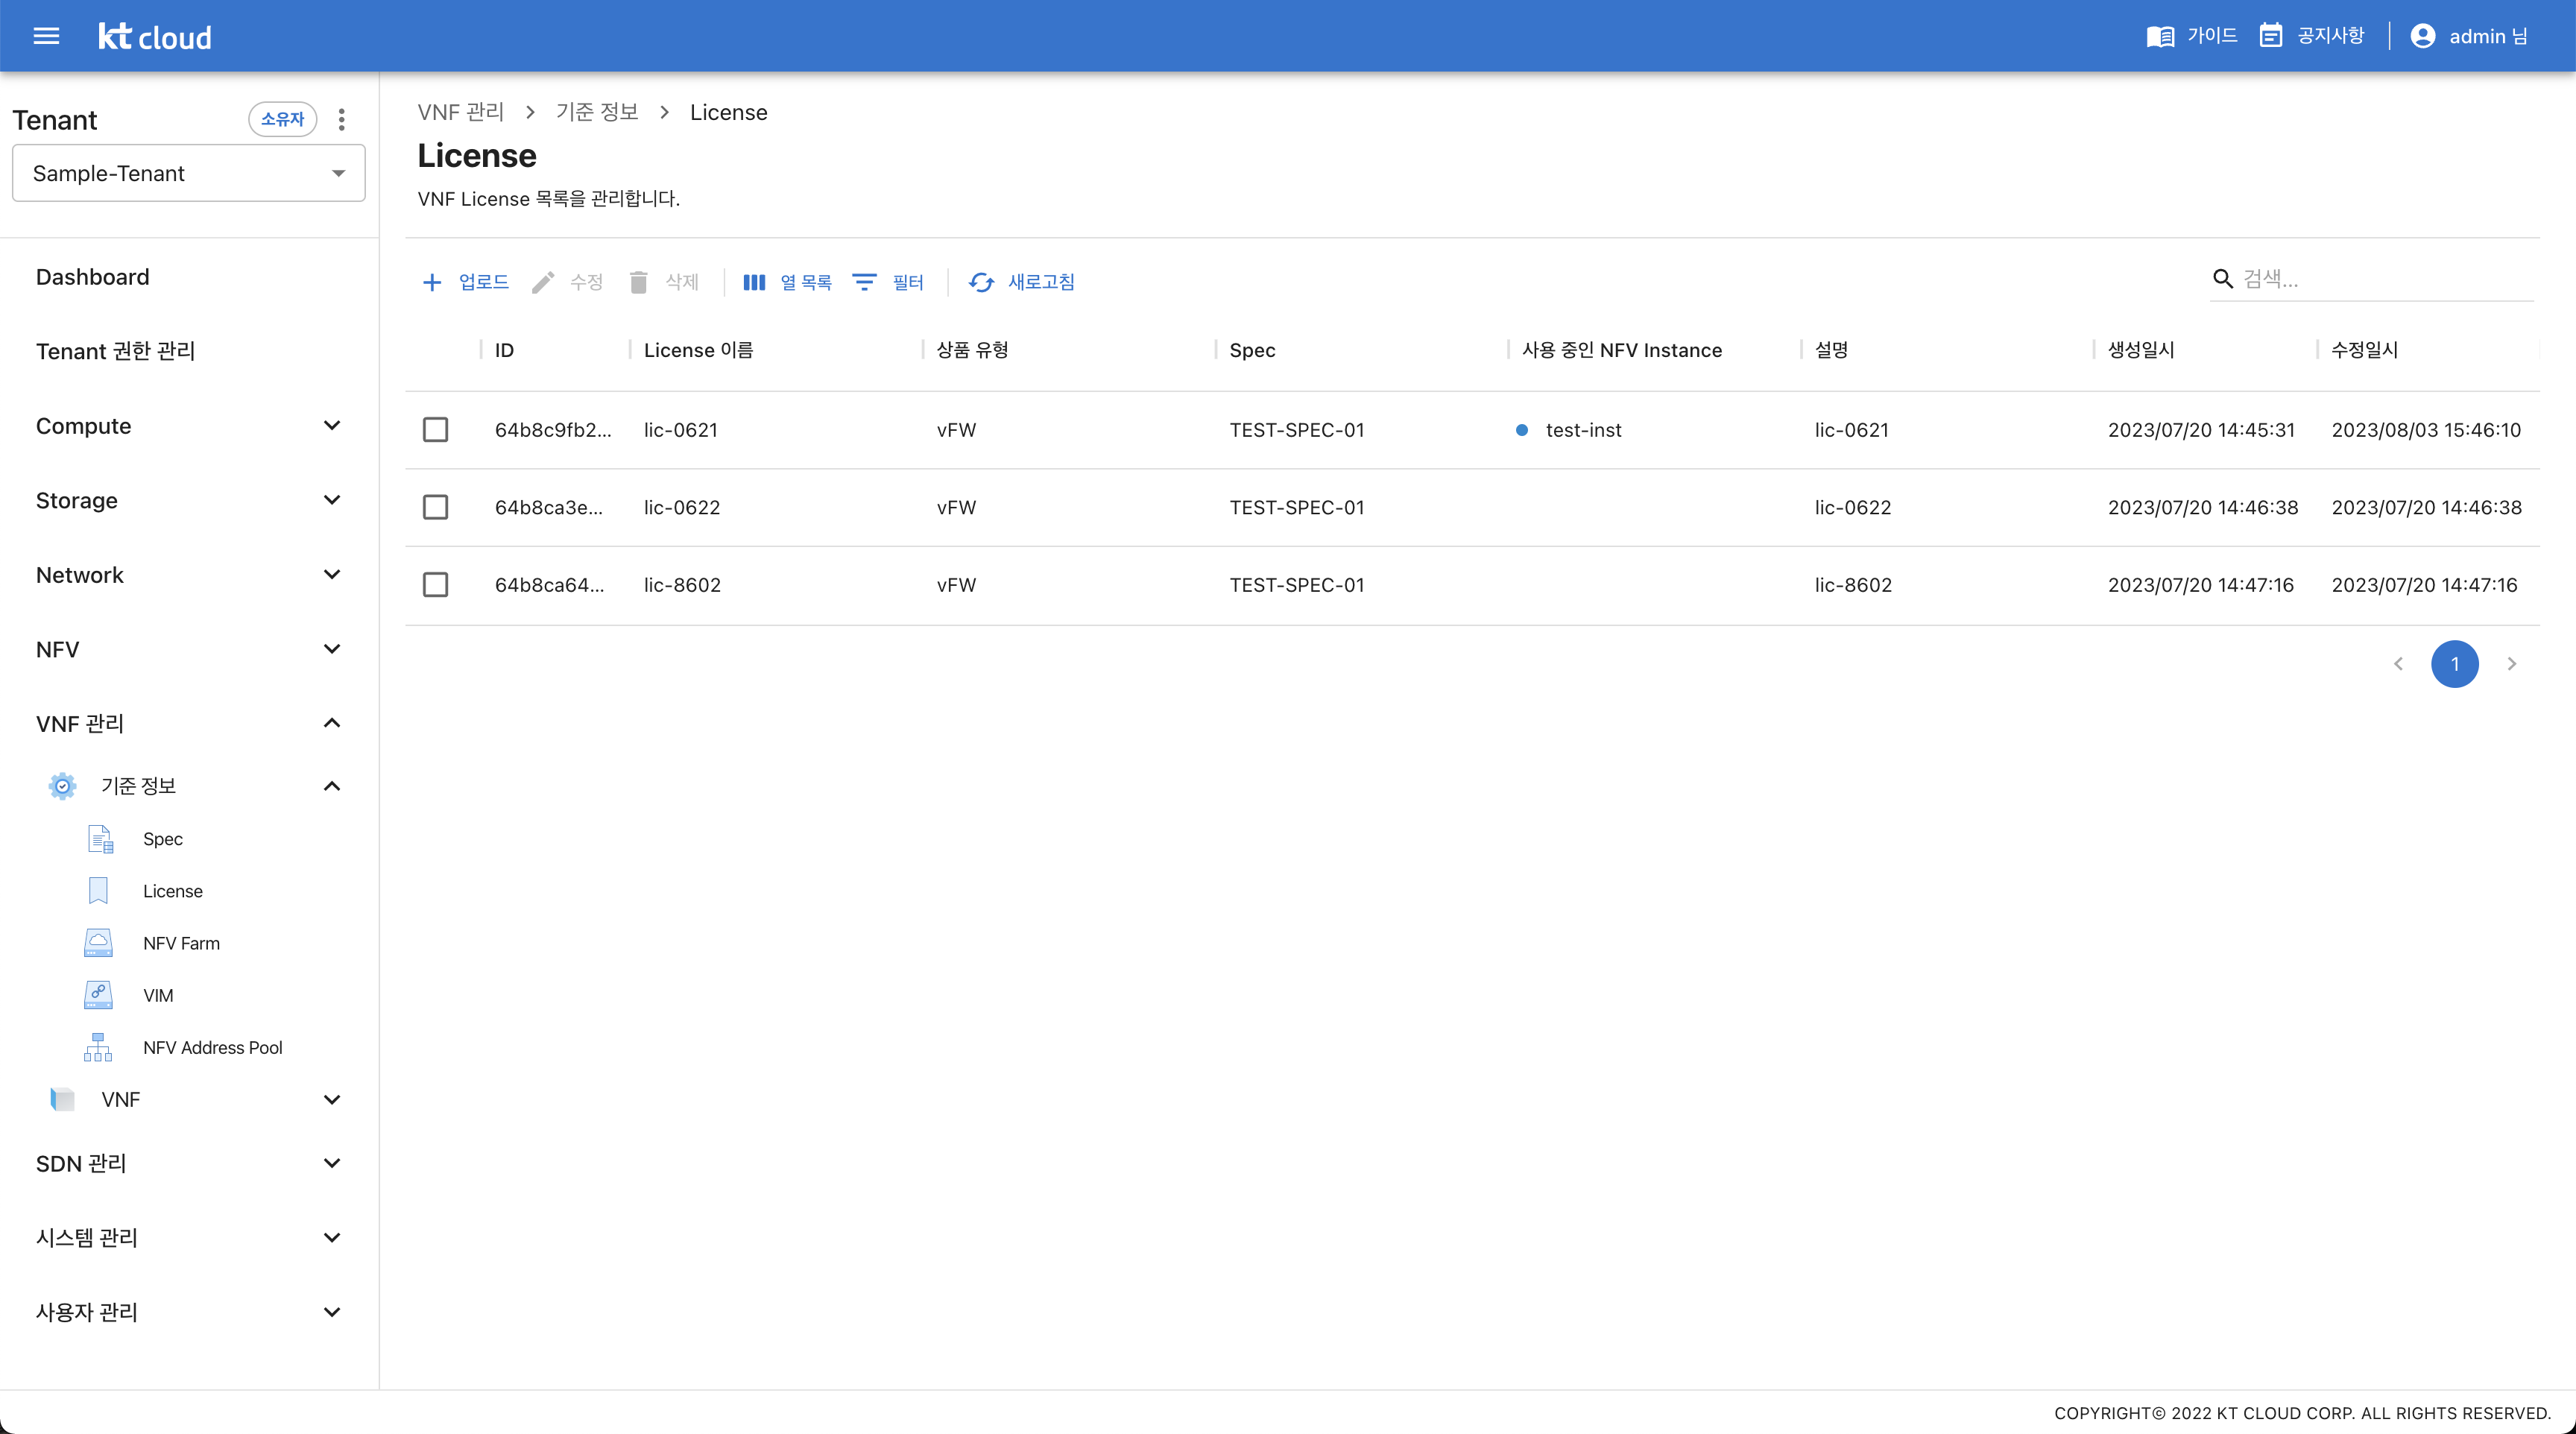 kt cloud
가이드
공지사항
admin 님
Tenant
소유자
Sample-Tenant
Dashboard
Tenant 권한 관리
Compute
Storage
Network
NFV
VNF 관리
기준 정보
Spec
License
NFV Farm
VIM
NFV Address Pool
VNF
SDN 관리
시스템 관리
사용자 관리
VNF 관리 > 기준 정보 > License
License
VNF License 목록을 관리합니다.
업로드 수정 삭제 열 목록 필터 새로고침 검색...
ID License 이름 상품 유형 Spec 사용 중인 NFV Instance 설명 생성일시 수정일시
64b8c9fb2... lic-0621 vFW TEST-SPEC-01 test-inst lic-0621 2023/07/20 14:45:31 2023/08/03 15:46:10
64b8ca3e... lic-0622 vFW TEST-SPEC-01 lic-0622 2023/07/20 14:46:38 2023/07/20 14:46:38
64b8ca64... lic-8602 vFW TEST-SPEC-01 lic-8602 2023/07/20 14:47:16 2023/07/20 14:47:16
1
COPYRIGHT© 2022 KT CLOUD CORP. ALL RIGHTS RESERVED.